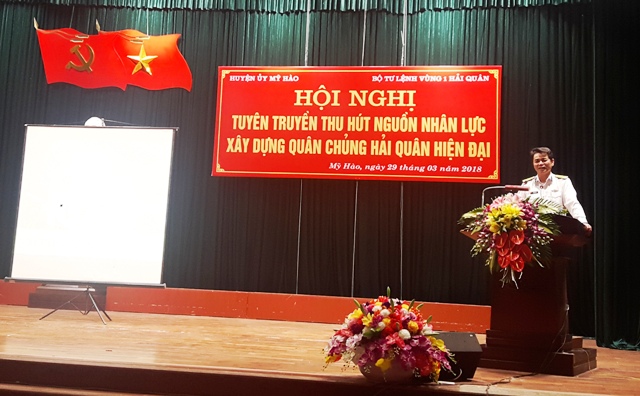 HUYỆN ỦY MỸ HÀO BỘ TƯ LỆNH VÙNG 1 HẢI QUÂN
HỘI NGHỊ
TUYÊN TRUYỀN THU HÚT NGUỒN NHÂN LỰC
XÂY DỰNG QUÂN CHỦNG HẢI QUÂN HIỆN ĐẠI
Mỹ Hào, ngày 29 tháng 03 năm 2018